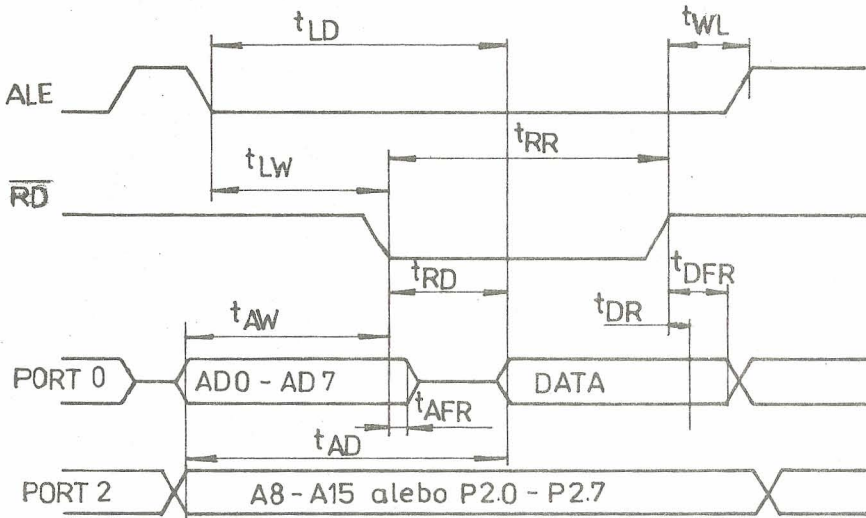 tLD
tWL
ALE
tRR
tLW
RD
tRD
tDFR
tDR
tAW
PORT 0
AD0 - AD7
DATA
tAFR
tAD
PORT 2
A8 - A15 alebo P2.0 - P2.7